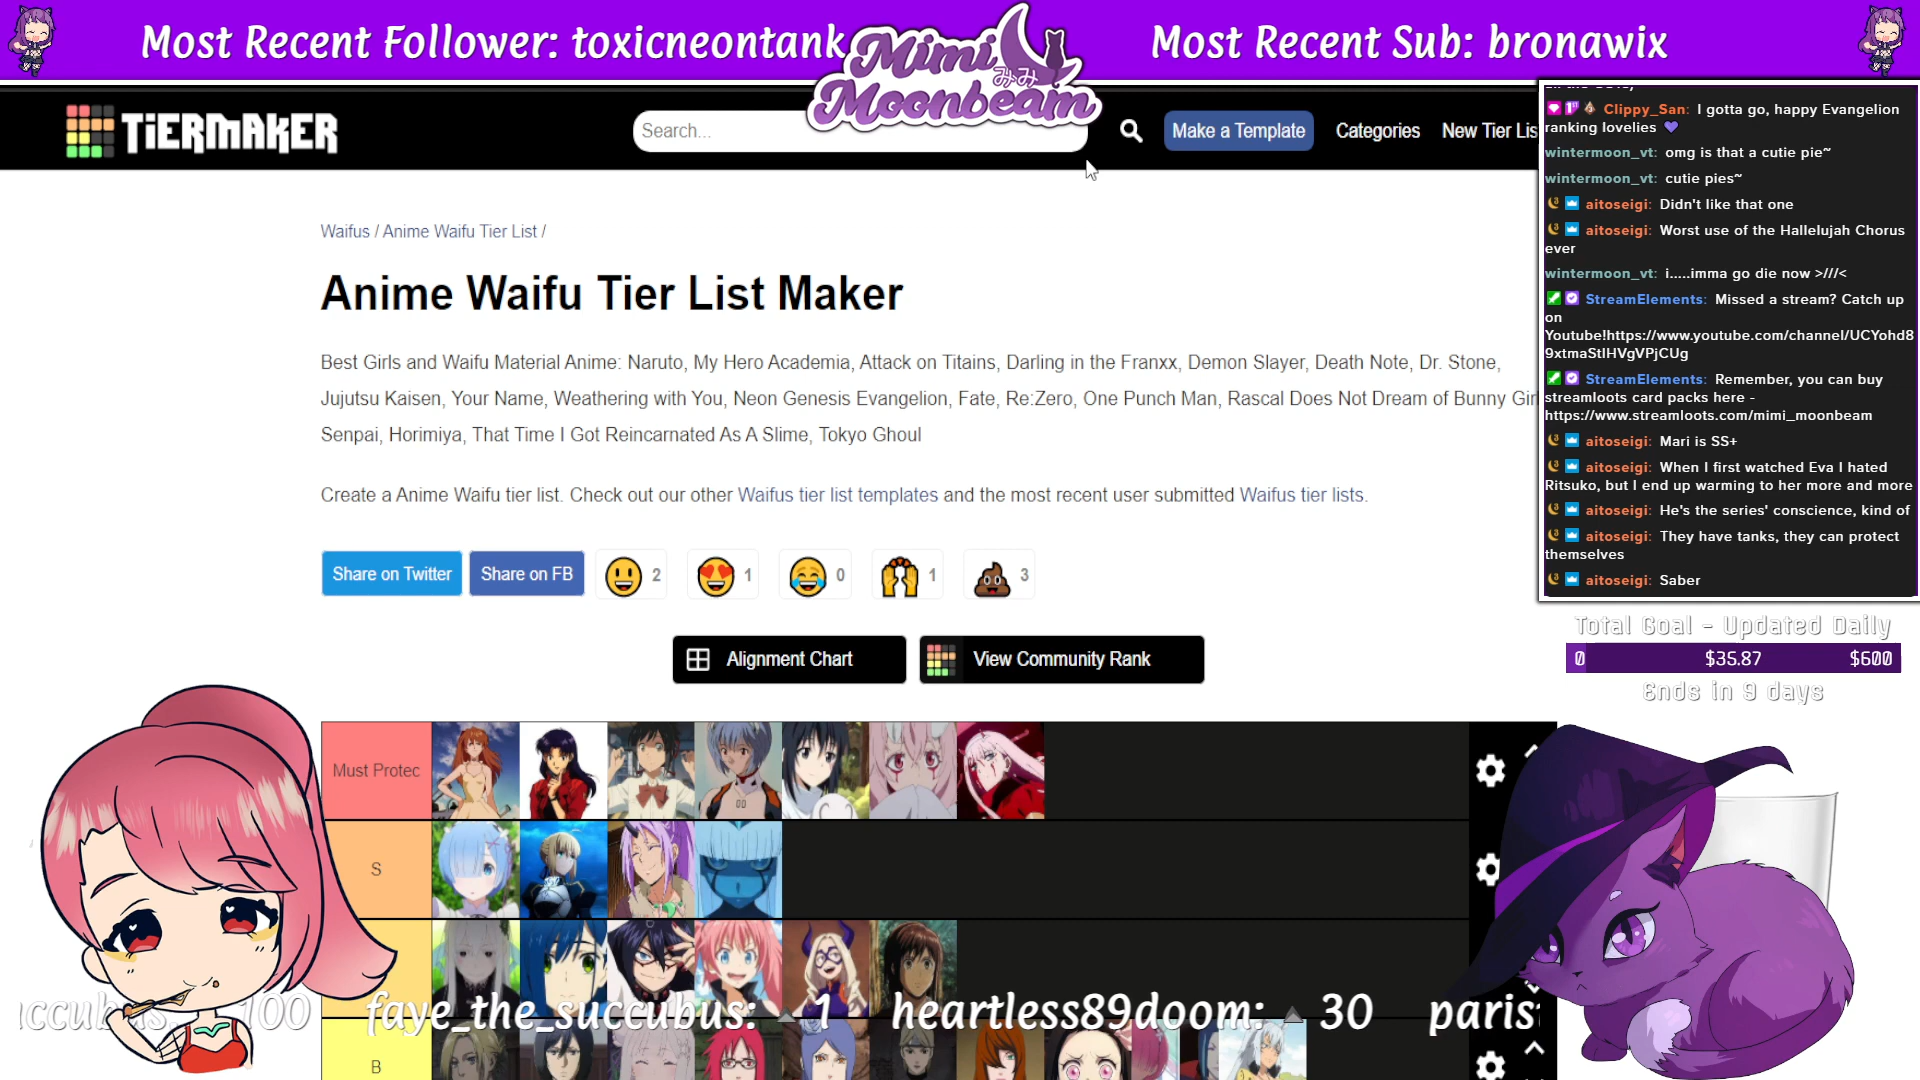 Most Recent Follower: toxicneontank
Mimi
みみ
Moonbeam
Most Recent Sub: bronawix
TiERMAKER
Search...
Make a Template
Categories
New Tier Lis
Clippy_San: I gotta go, happy Evangelion
ranking lovelies
wintermoon_vt: omg is that a cutie pie~
wintermoon_vt: cutie pies~
aitoseigi: Didn't like that one
aitoseigi: Worst use of the Hallelujah Chorus
ever
wintermoon_vt: i.....imma go die now >///<
StreamElements: Missed a stream? Catch up
on
Youtube!https://www.youtube.com/channel/UCYohd8
9xtmaStIHVgVPjCUg
StreamElements: Remember, you can buy
streamloots card packs here -
https://www.streamloots.com/mimi_moonbeam
aitoseigi: Mari is SS+
aitoseigi: When I first watched Eva I hated
Ritsuko, but I end up warming to her more and more
aitoseigi: He's the series' conscience, kind of
aitoseigi: They have tanks, they can protect
themselves
aitoseigi: Saber
Waifus / Anime Waifu Tier List /
Anime Waifu Tier List Maker
Best Girls and Waifu Material Anime: Naruto, My Hero Academia, Attack on Titans, Darling in the Franxx, Demon Slayer, Death Note, Dr. Stone,
Jujutsu Kaisen, Your Name, Weathering with You, Neon Genesis Evangelion, Fate, Re:Zero, One Punch Man, Rascal Does Not Dream of Bunny Girl
Senpai, Horimiya, That Time I Got Reincarnated As A Slime, Tokyo Ghoul
Create a Anime Waifu tier list. Check out our other Waifus tier list templates and the most recent user submitted Waifus tier lists.
Share on Twitter
Share on FB
2
1
0
1
3
Alignment Chart
View Community Rank
Total Goal - Updated Daily
0 $35.87 $600
Ends in 9 days
Must Protec
S
B
100 faye_the_succubus: 1 heartless89doom: 30 paris